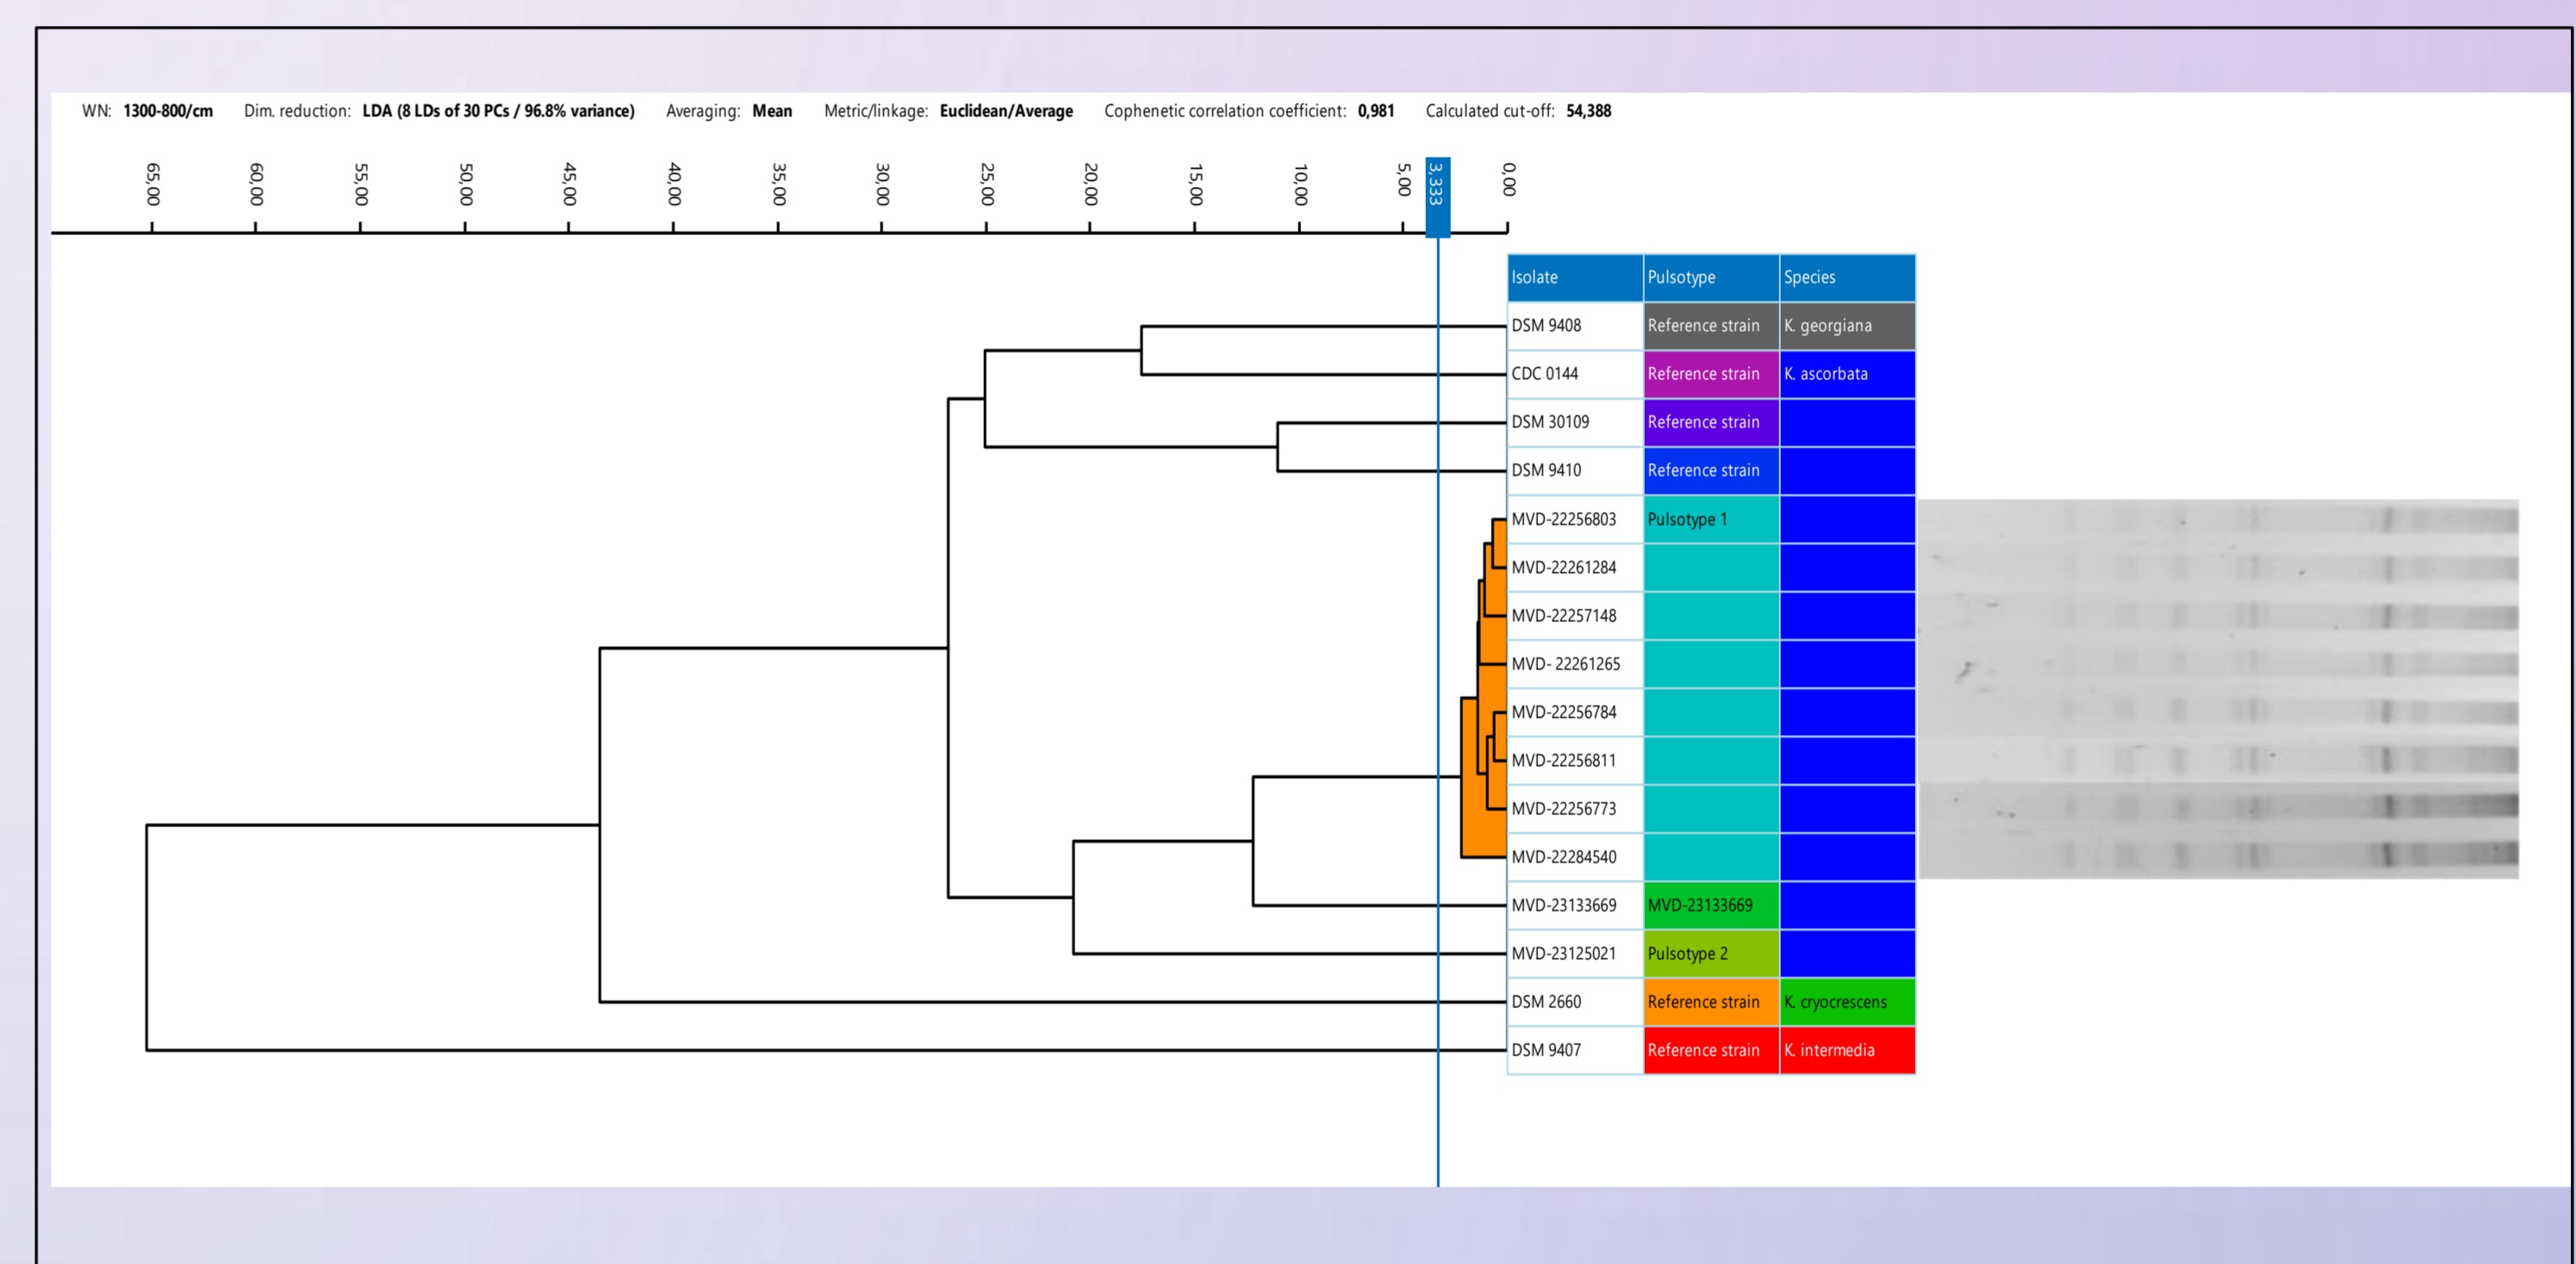 WN: 1300-800/cm Dim. reduction: LDA (8 LDs of 30 PCs / 96.8% variance) Averaging: Mean Metric/linkage: Euclidean/Average Cophenetic correlation coefficient: 0,981 Calculated cut-off: 54,388
65,00 60,00 55,00 50,00 45,00 40,00 35,00 30,00 25,00 20,00 15,00 10,00 5,00 3,333 0,00
Isolate Pulsotype Species
DSM 9408 Reference strain K. georgiana
CDC 0144 Reference strain K. ascorbata
DSM 30109 Reference strain
DSM 9410 Reference strain
MVD-22256803 Pulsotype 1
MVD-22261284
MVD-22257148
MVD- 22261265
MVD-22256784
MVD-22256811
MVD-22256773
MVD-22284540
MVD-23133669 MVD-23133669
MVD-23125021 Pulsotype 2
DSM 2660 Reference strain K. cryocrescens
DSM 9407 Reference strain K. intermedia